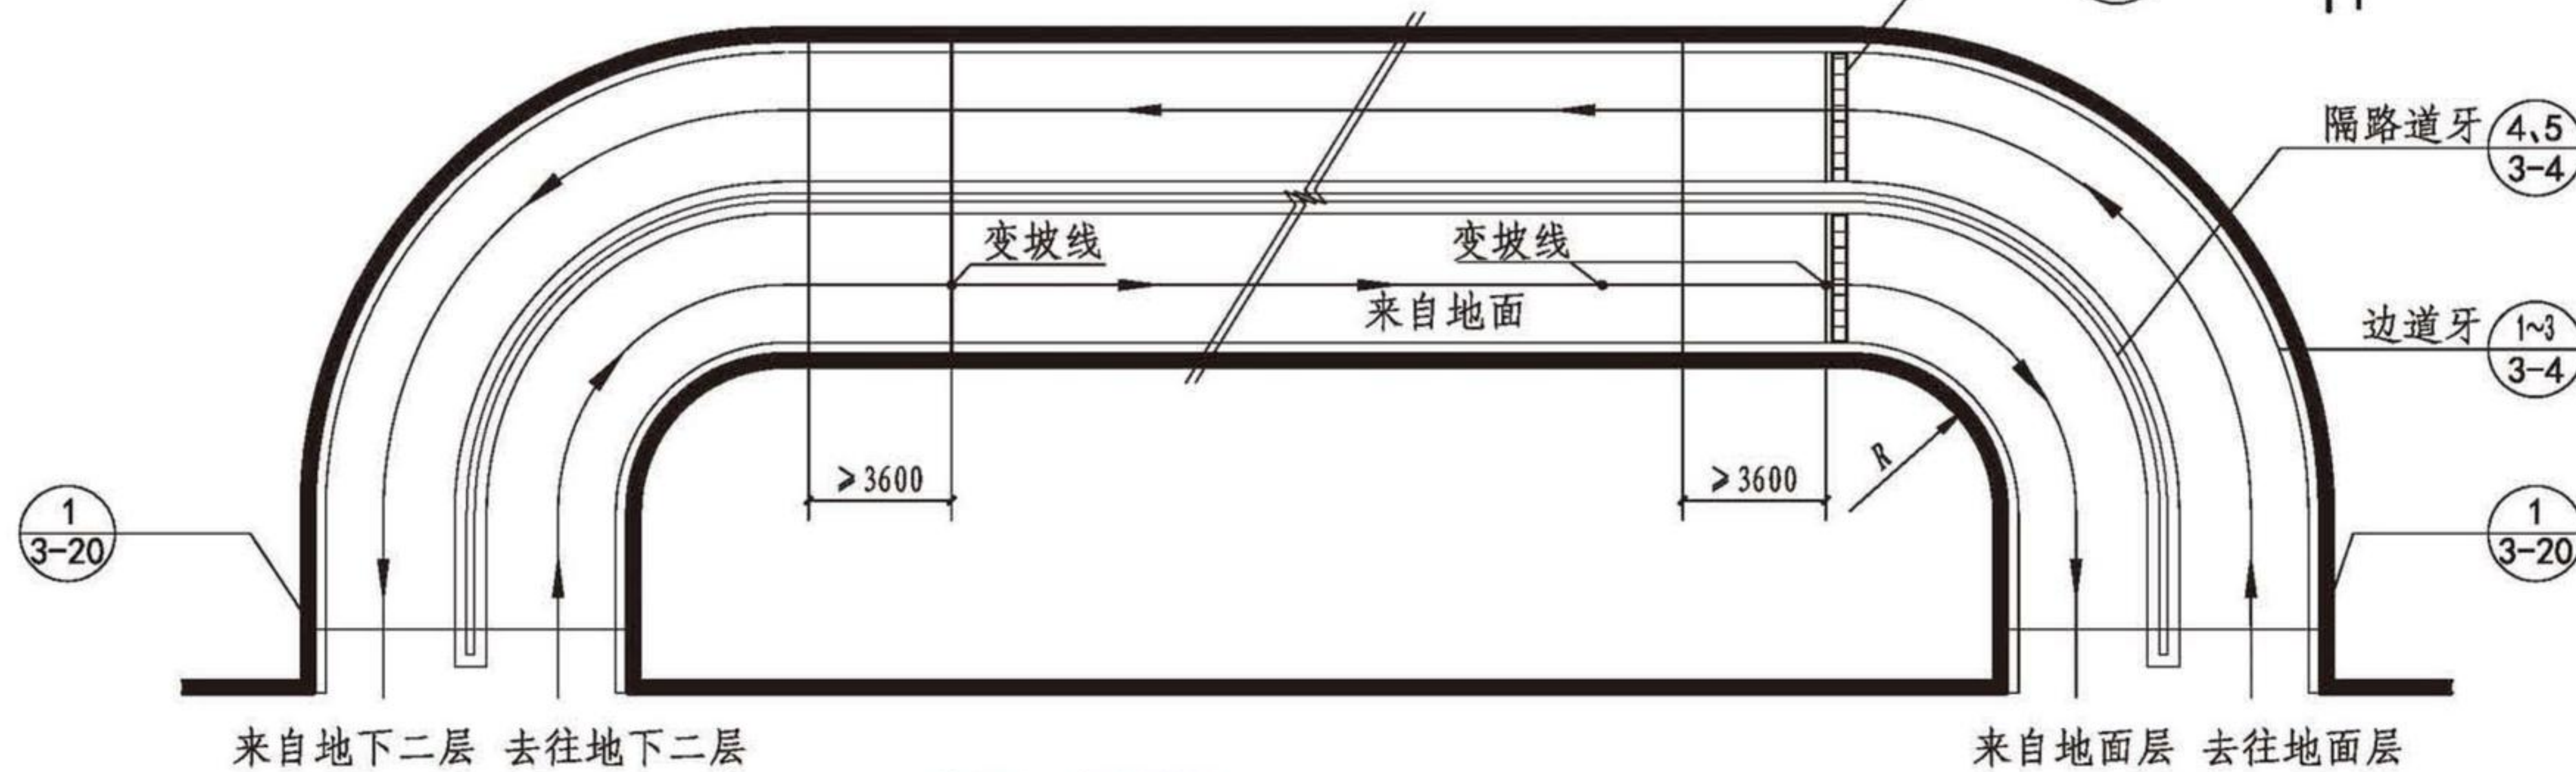 隔路道牙 4、5
3-4
变坡线 变坡线
来自地面
边道牙 1~3
3-4
≥3600 ≥3600 R
1
3-20
1
3-20
来自地下二层 去往地下二层 来自地面层 去往地面层